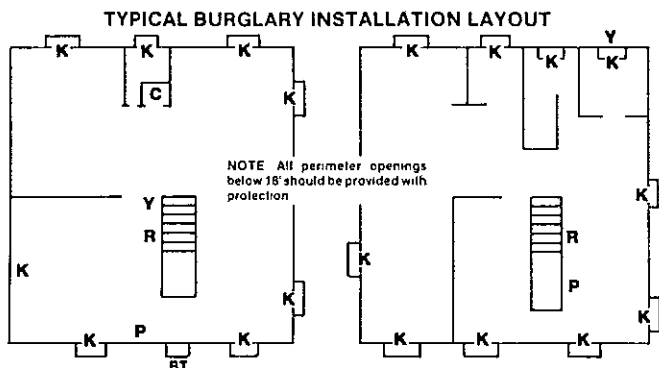 TYPICAL BURGLARY INSTALLATION LAYOUT
K K K
C
K
Y
R
K
K
P
K K
BT
Y
K K K K
K
K
R
P
K
K K K
NOTE All perimeter openings
below 18' should be provided with
protection